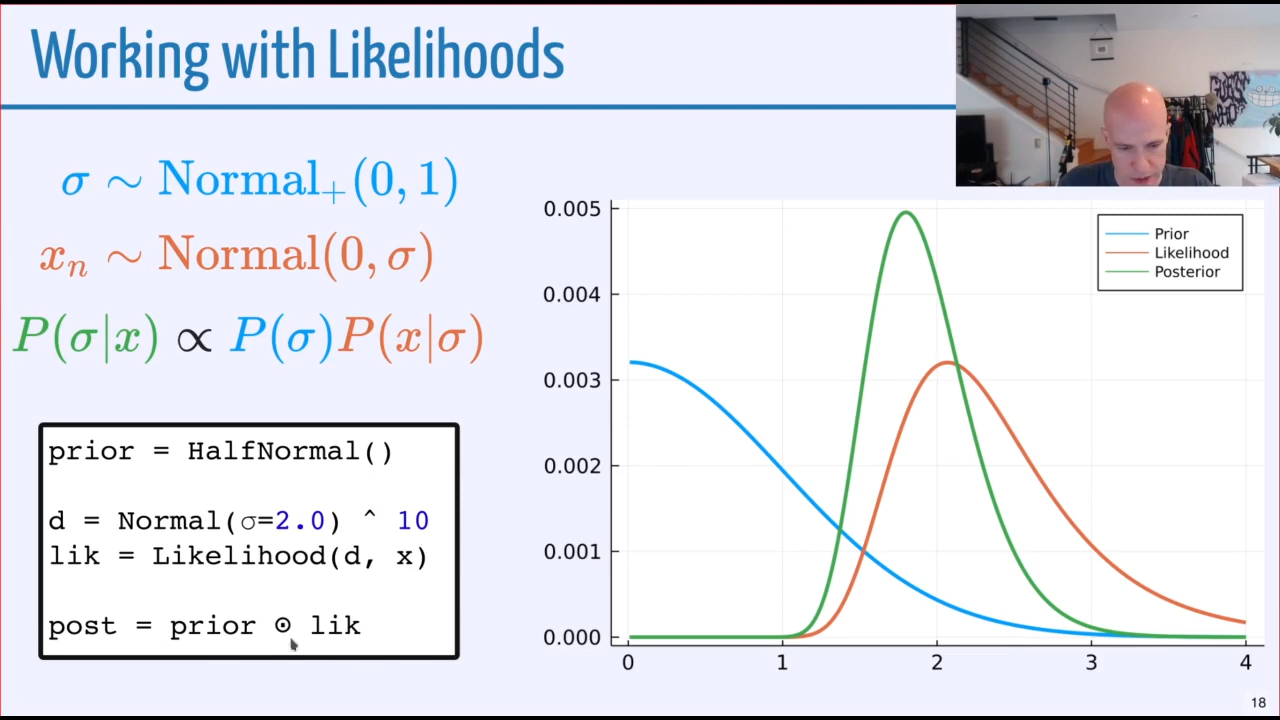 Working with Likelihoods
σ ∼ Normal₊(0, 1)
xₙ ∼ Normal(0, σ)
P(σ|x) ∝ P(σ)P(x|σ)
prior = HalfNormal()
d = Normal(σ=2.0) ^ 10
lik = Likelihood(d, x)
post = prior ⊙ lik
0.005
0.004
0.003
0.002
0.001
0.000
0 1 2 3 4
Prior
Likelihood
Posterior
18